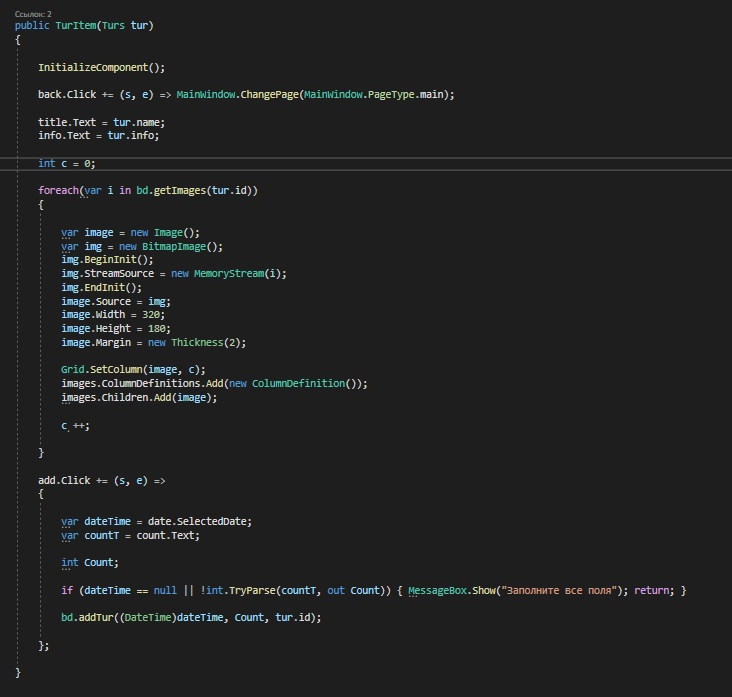 Ссылок: 2
public TurItem(Turs tur)
{
InitializeComponent();
back.Click += (s, e) => MainWindow.ChangePage(MainWindow.PageType.main);
title.Text = tur.name;
info.Text = tur.info;
int c = 0;
foreach(var i in bd.getImages(tur.id))
{
var image = new Image();
var img = new BitmapImage();
img.BeginInit();
img.StreamSource = new MemoryStream(i);
img.EndInit();
image.Source = img;
image.Width = 320;
image.Height = 180;
image.Margin = new Thickness(2);
Grid.SetColumn(image, c);
images.ColumnDefinitions.Add(new ColumnDefinition());
images.Children.Add(image);
c ++;
}
add.Click += (s, e) =>
{
var dateTime = date.SelectedDate;
var countT = count.Text;
int Count;
if (dateTime == null || !int.TryParse(countT, out Count)) { MessageBox.Show("Заполните все поля"); return; }
bd.addTur((DateTime)dateTime, Count, tur.id);
};
}